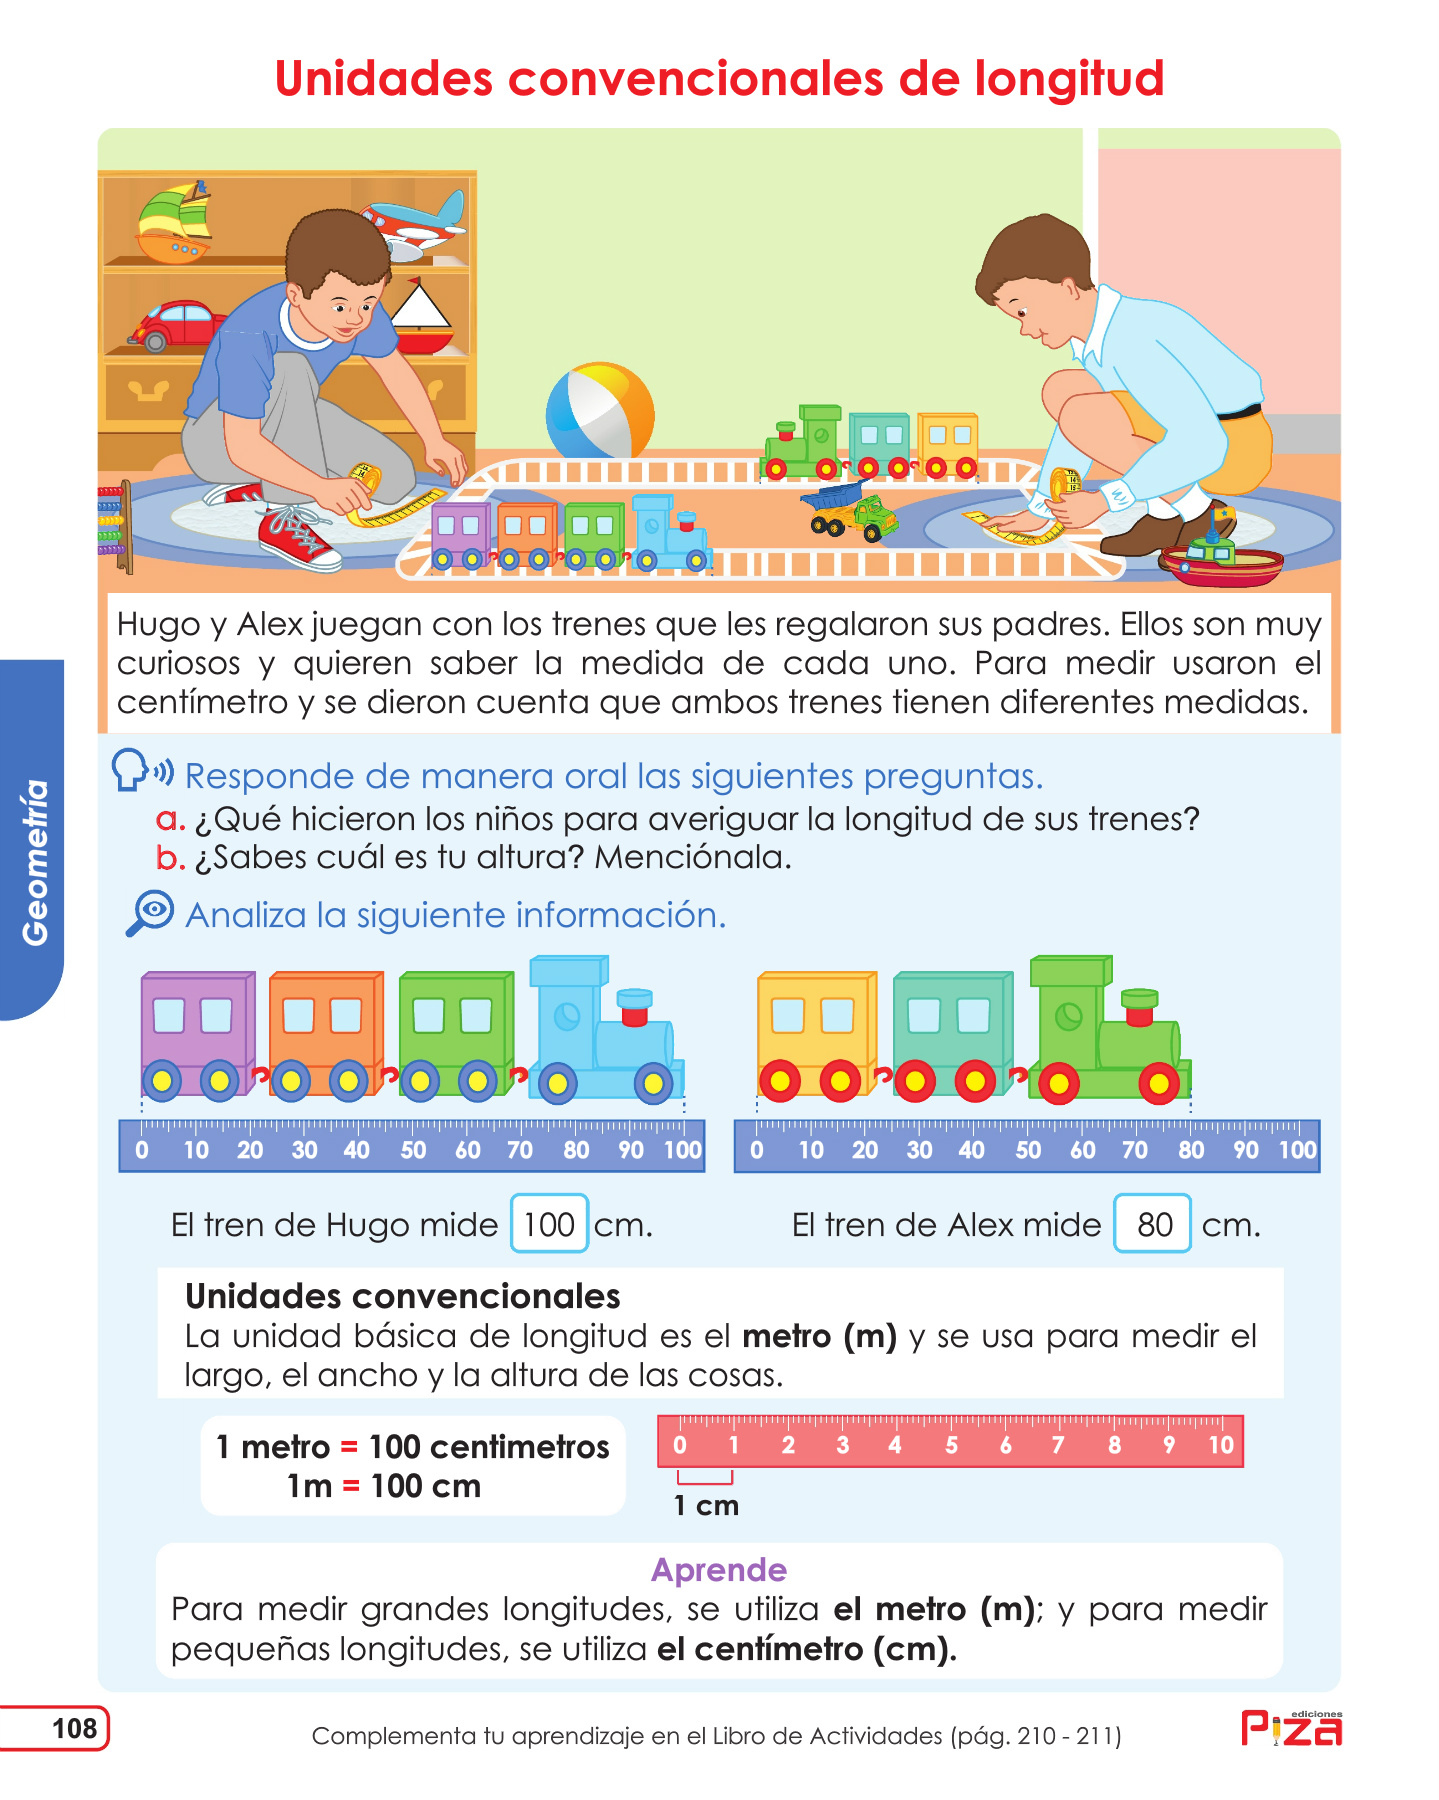 Unidades convencionales de longitud
Hugo y Alex juegan con los trenes que les regalaron sus padres. Ellos son muy
curiosos y quieren saber la medida de cada uno. Para medir usaron el
centímetro y se dieron cuenta que ambos trenes tienen diferentes medidas.
Geometría
Responde de manera oral las siguientes preguntas.
a. ¿Qué hicieron los niños para averiguar la longitud de sus trenes?
b. ¿Sabes cuál es tu altura? Menciónala.
Analiza la siguiente información.
0 10 20 30 40 50 60 70 80 90 100
0 10 20 30 40 50 60 70 80 90 100
El tren de Hugo mide 100 cm.
El tren de Alex mide 80 cm.
Unidades convencionales
La unidad básica de longitud es el metro (m) y se usa para medir el
largo, el ancho y la altura de las cosas.
1 metro = 100 centimetros
1m = 100 cm
0 1 2 3 4 5 6 7 8 9 10
1 cm
Aprende
Para medir grandes longitudes, se utiliza el metro (m); y para medir
pequeñas longitudes, se utiliza el centímetro (cm).
108
Complementa tu aprendizaje en el Libro de Actividades (pág. 210 - 211)
ediciones
Piza